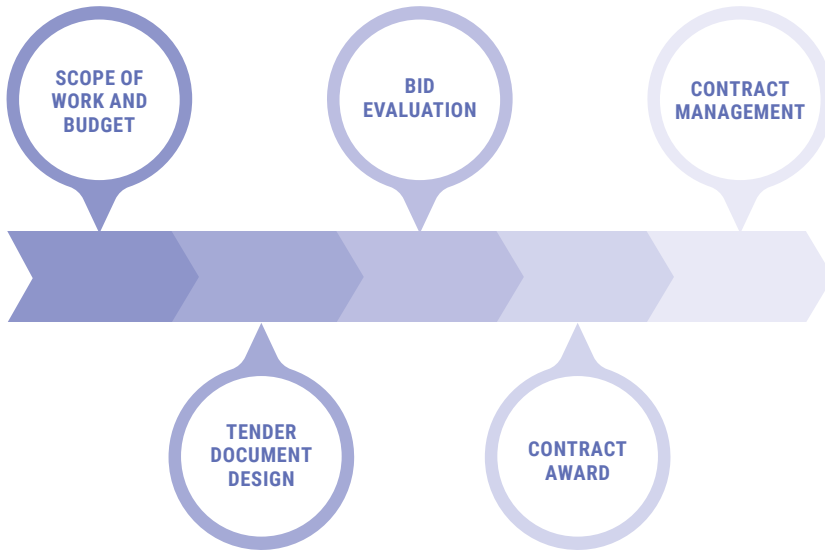 SCOPE OF
WORK AND
BUDGET
TENDER
DOCUMENT
DESIGN
BID
EVALUATION
CONTRACT
AWARD
CONTRACT
MANAGEMENT